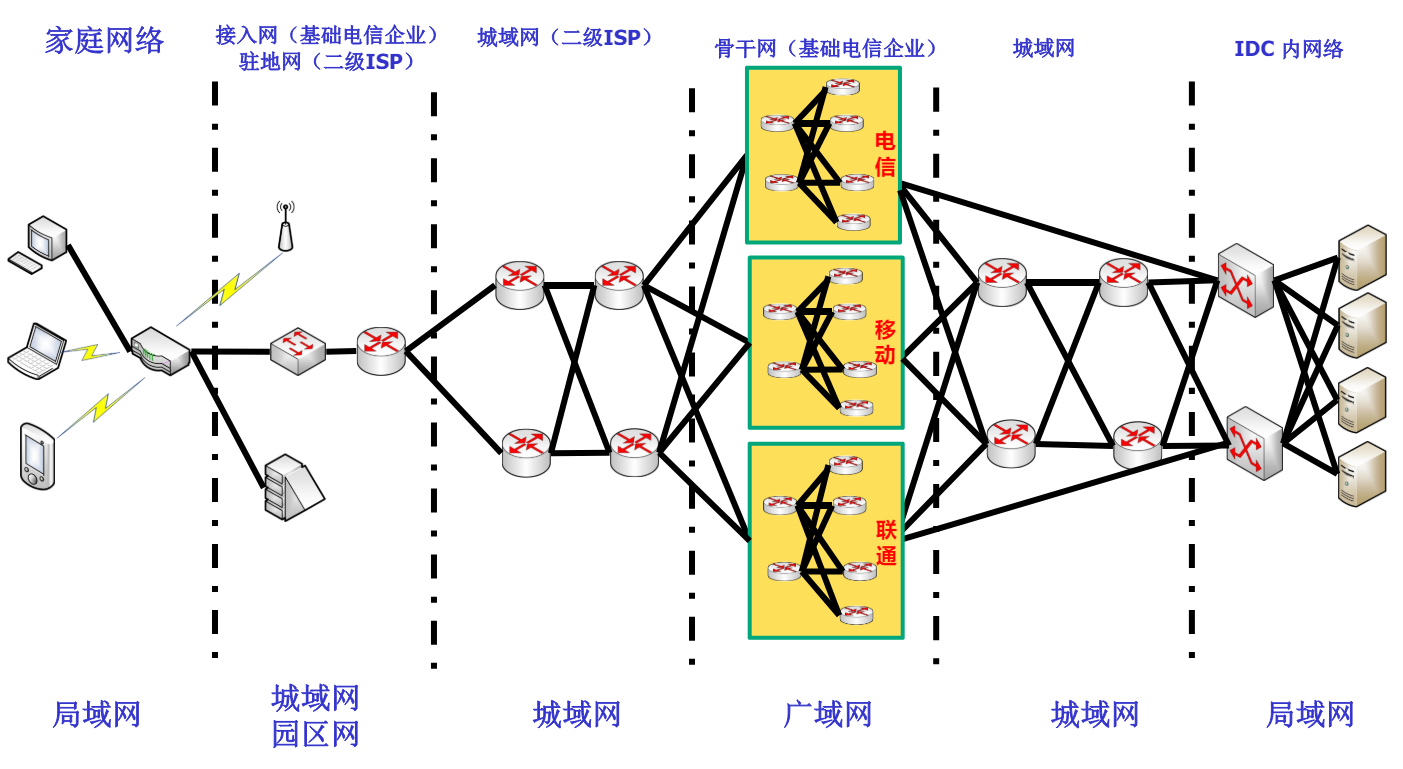 家庭网络
接入网（基础电信企业）
驻地网（二级ISP）
城域网（二级ISP）
骨干网（基础电信企业）
城域网
IDC 内网络
电
信
移
动
联
通
局域网
城域网
园区网
城域网
广域网
城域网
局域网